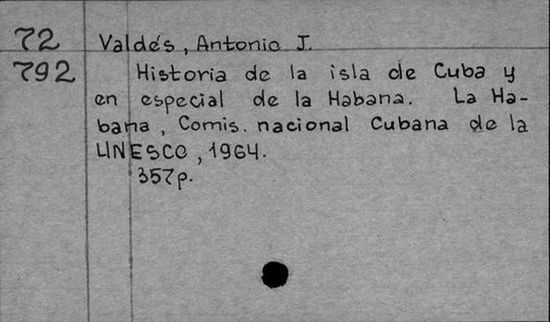 72 Valdés, Antonio J.
792 Historia de la isla de Cuba y
en especial de la Habana. La Ha-
bana, Comis. nacional Cubana de la
UNESCO, 1964.
357p.